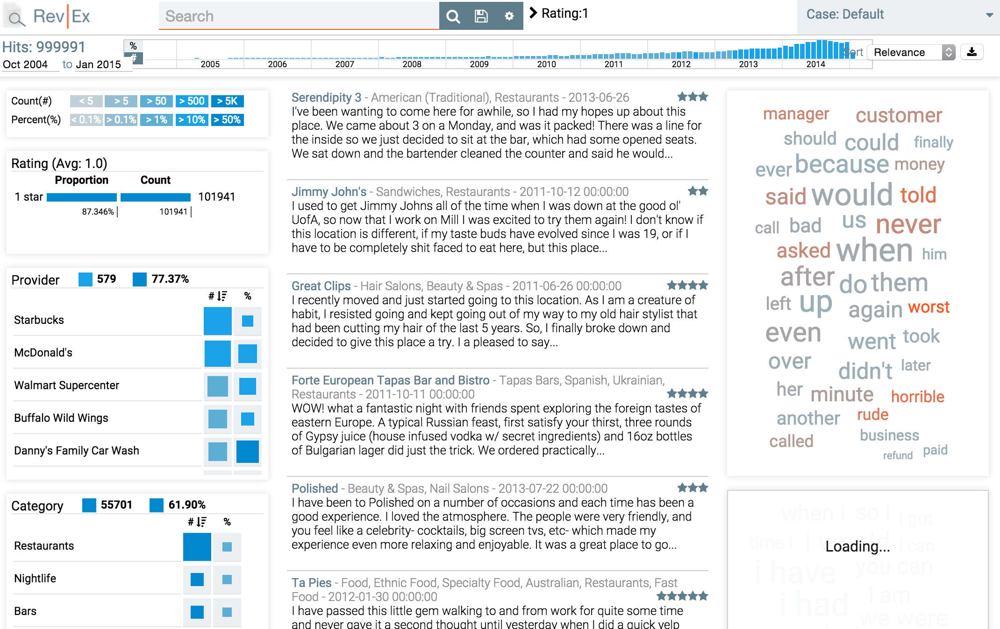 Rev|Ex
Search
Rating:1
Case: Default
Hits: 999991
Oct 2004 to Jan 2015
%
#
2005 2006 2007 2008 2009 2010 2011 2012 2013 2014
Sort
Relevance
Count(#) < 5 > 5 > 50 > 500 > 5K
Percent(%) < 0.1% > 0.1% > 1% > 10% > 50%
Rating (Avg: 1.0)
Proportion Count
1 star 101941
87.346% 101941
Provider 579 77.37%
# %
Starbucks
McDonald's
Walmart Supercenter
Buffalo Wild Wings
Danny's Family Car Wash
Category 55701 61.90%
# %
Restaurants
Nightlife
Bars
Serendipity 3 - American (Traditional), Restaurants - 2013-06-26
I've been wanting to come here for awhile, so I had my hopes up about this
place. We came about 3 on a Monday, and was it packed! There was a line for
the inside so we just decided to sit at the bar, which had some opened seats.
We sat down and the bartender cleaned the counter and said he would...
Jimmy John's - Sandwiches, Restaurants - 2011-10-12 00:00:00
I used to get Jimmy Johns all of the time when I was down at the good ol'
UofA, so now that I work on Mill I was excited to try them again! I don't know if
this location is different, if my taste buds have evolved since I was 19, or if I
have to be completely shit faced to eat here, but this place...
Great Clips - Hair Salons, Beauty & Spas - 2011-06-26 00:00:00
I recently moved and just started going to this location. As I am a creature of
habit, I resisted going and kept going out of my way to my old hair stylist that
had been cutting my hair of the last 5 years. So, I finally broke down and
decided to give this place a try. I a pleased to say...
Forte European Tapas Bar and Bistro - Tapas Bars, Spanish, Ukrainian,
Restaurants - 2011-10-11 00:00:00
WOW! what a fantastic night with friends spent exploring the foreign tastes of
eastern Europe. A typical Russian feast, first satisfy your thirst, three rounds
of Gypsy juice (house infused vodka w/ secret ingredients) and 16oz bottles
of Bulgarian lager did just the trick. We ordered practically...
Polished - Beauty & Spas, Nail Salons - 2013-07-22 00:00:00
I have been to Polished on a number of occasions and each time has been a
good experience. I loved the atmosphere. The people were very friendly, and
you feel like a celebrity- cocktails, big screen tvs, etc- which made my
experience even more relaxing and enjoyable. It was a great place to go...
Ta Pies - Food, Ethnic Food, Specialty Food, Australian, Restaurants, Fast
Food - 2012-01-30 00:00:00
I have passed this little gem walking to and from work for quite some time
and never gave it a second thought until yesterday when I did a quick yelp
manager customer
should could finally
ever because money
said would told
call bad us never
asked when him
after do them
left up again worst
even went took
over didn't later
her minute horrible
another rude
called business
refund paid
when i so i i got
time i i would i can
Loading...
i have you can
i had i am
we were